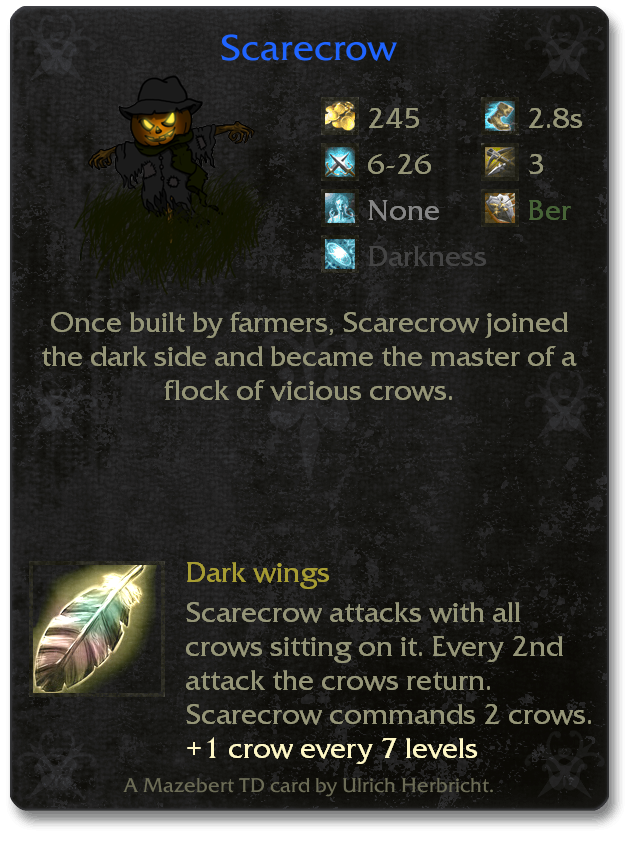 Scarecrow
245 2.8s
6-26 3
None Ber
Darkness
Once built by farmers, Scarecrow joined
the dark side and became the master of a
flock of vicious crows.
Dark wings
Scarecrow attacks with all
crows sitting on it. Every 2nd
attack the crows return.
Scarecrow commands 2 crows.
+1 crow every 7 levels
A Mazebert TD card by Ulrich Herbricht.